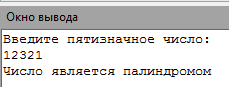 Окно вывода
Введите пятизначное число:
12321
Число является палиндромом